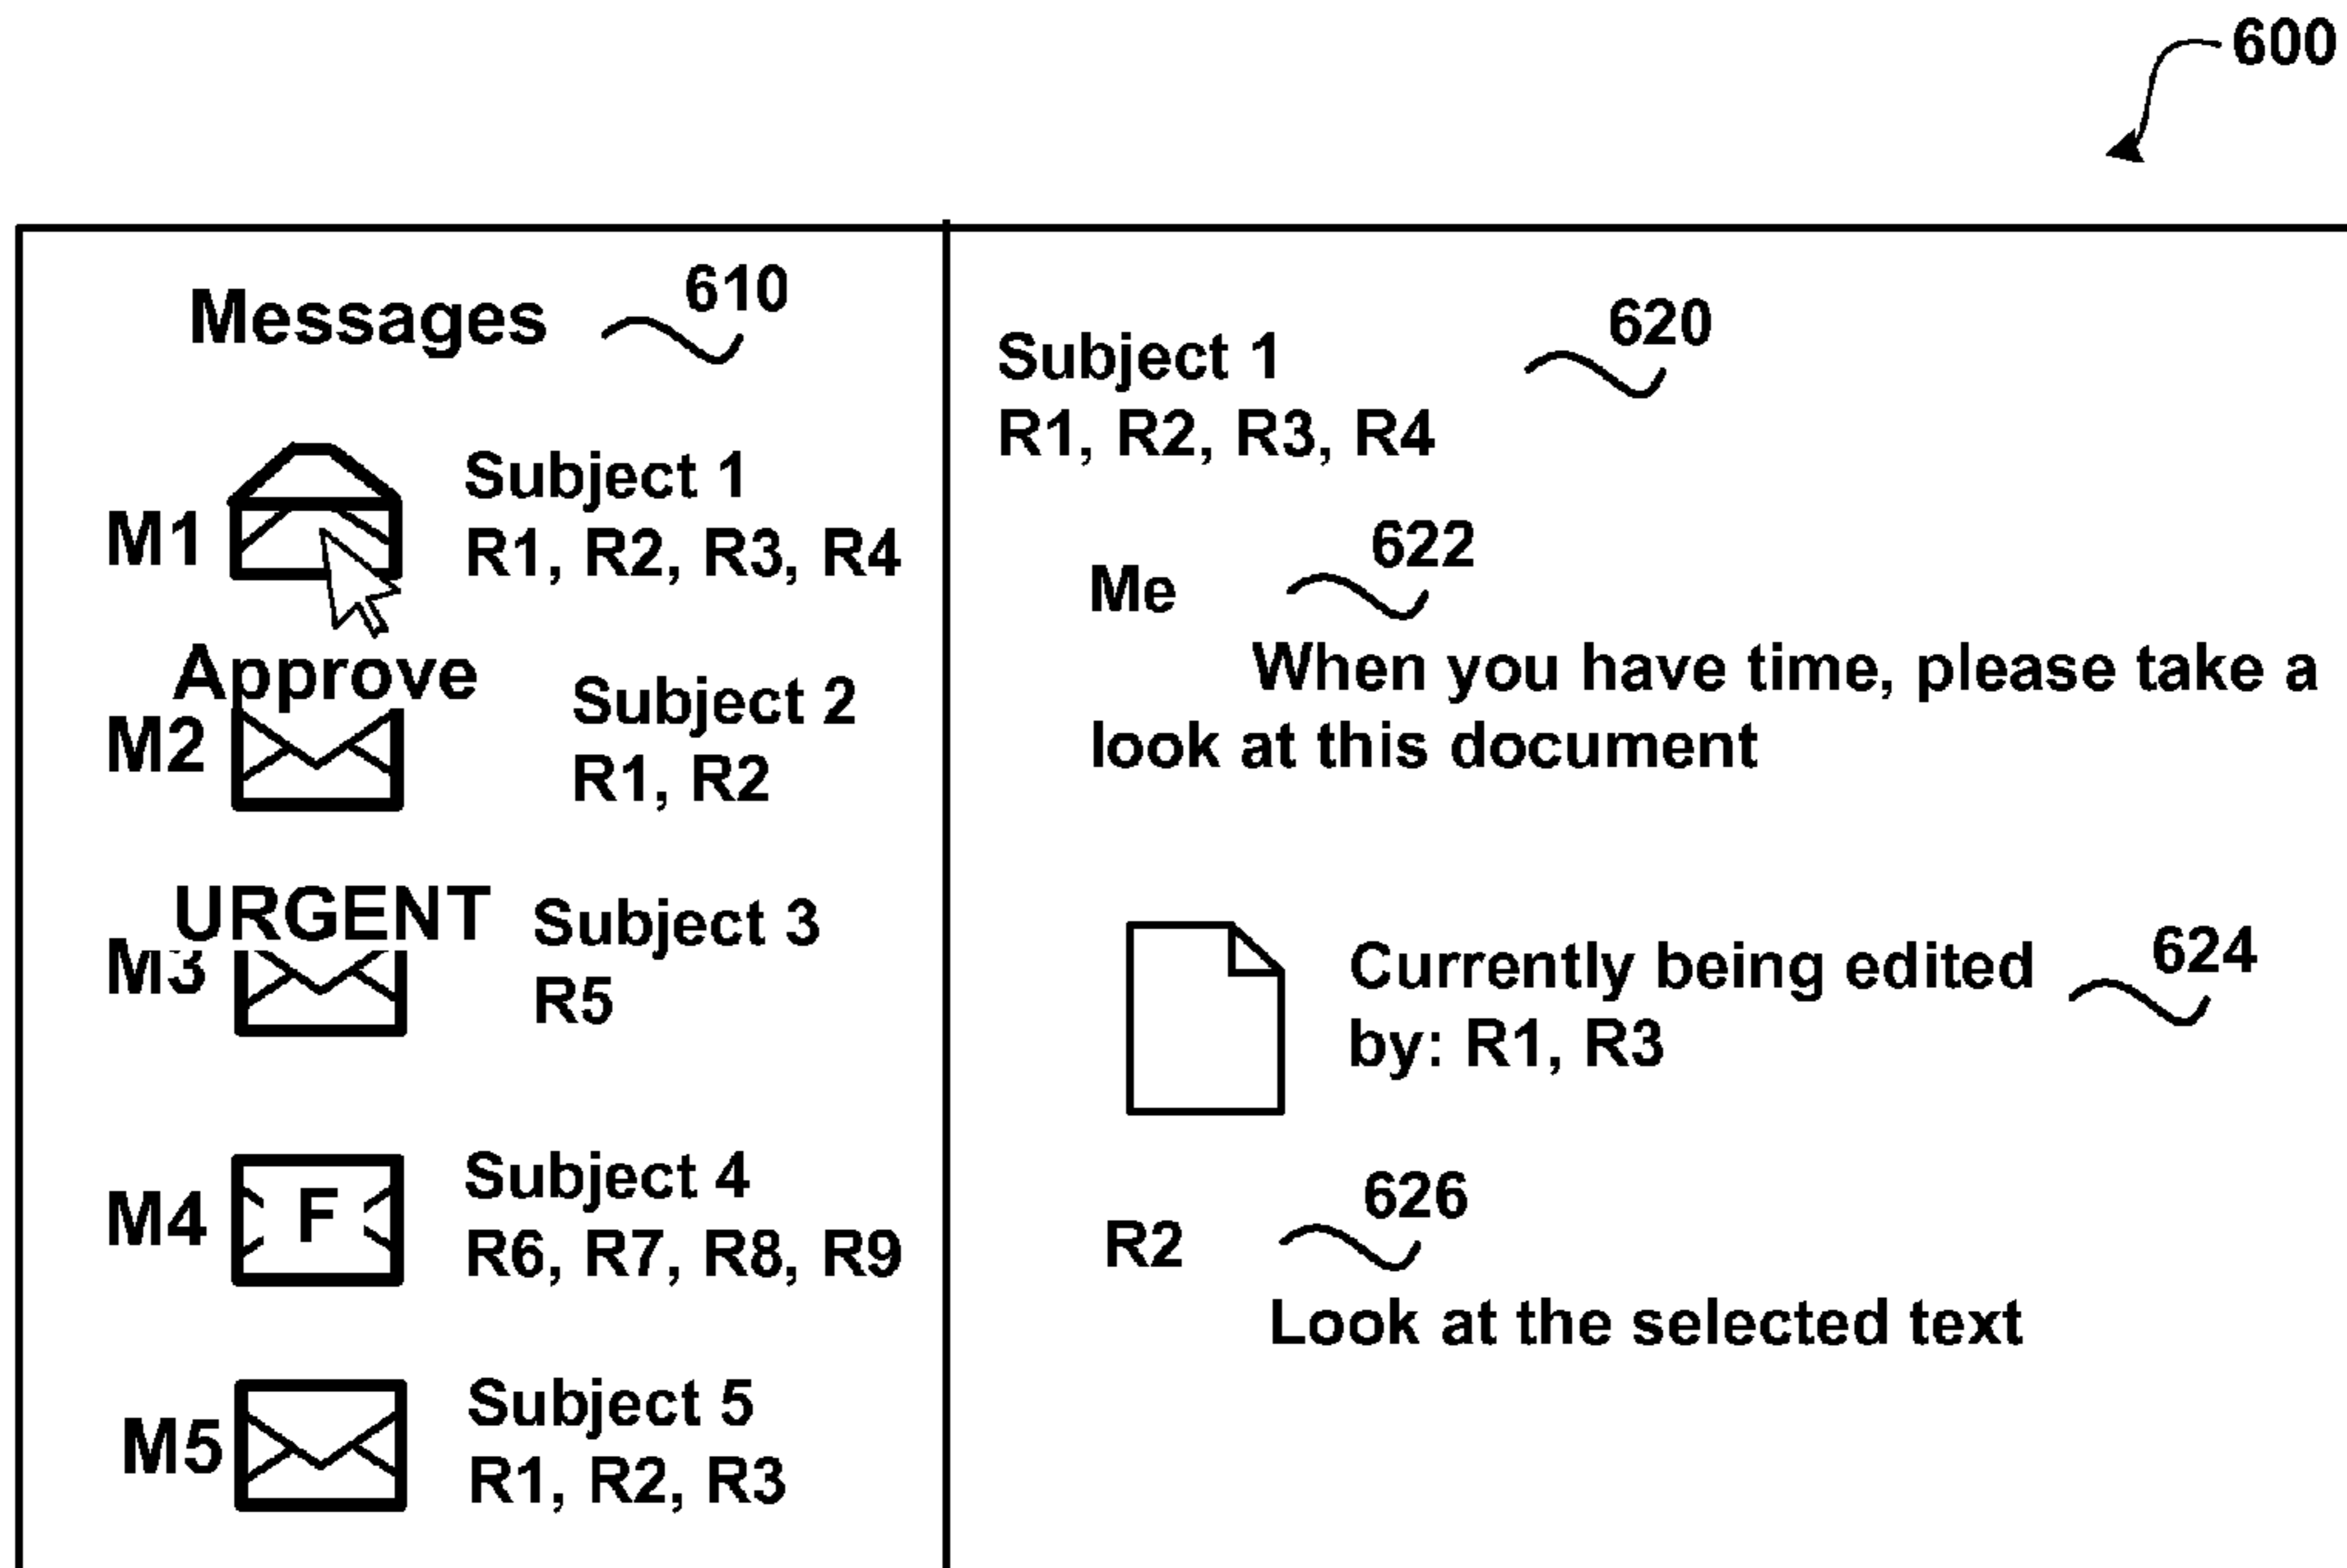 600
Messages 610
Subject 1
M1 R1, R2, R3, R4
Approve
Subject 2
M2 R1, R2
URGENT Subject 3
M3 R5
Subject 4
M4 F R6, R7, R8, R9
Subject 5
M5 R1, R2, R3
620
Subject 1
R1, R2, R3, R4
622
Me
When you have time, please take a
look at this document
Currently being edited 624
by: R1, R3
626
R2
Look at the selected text